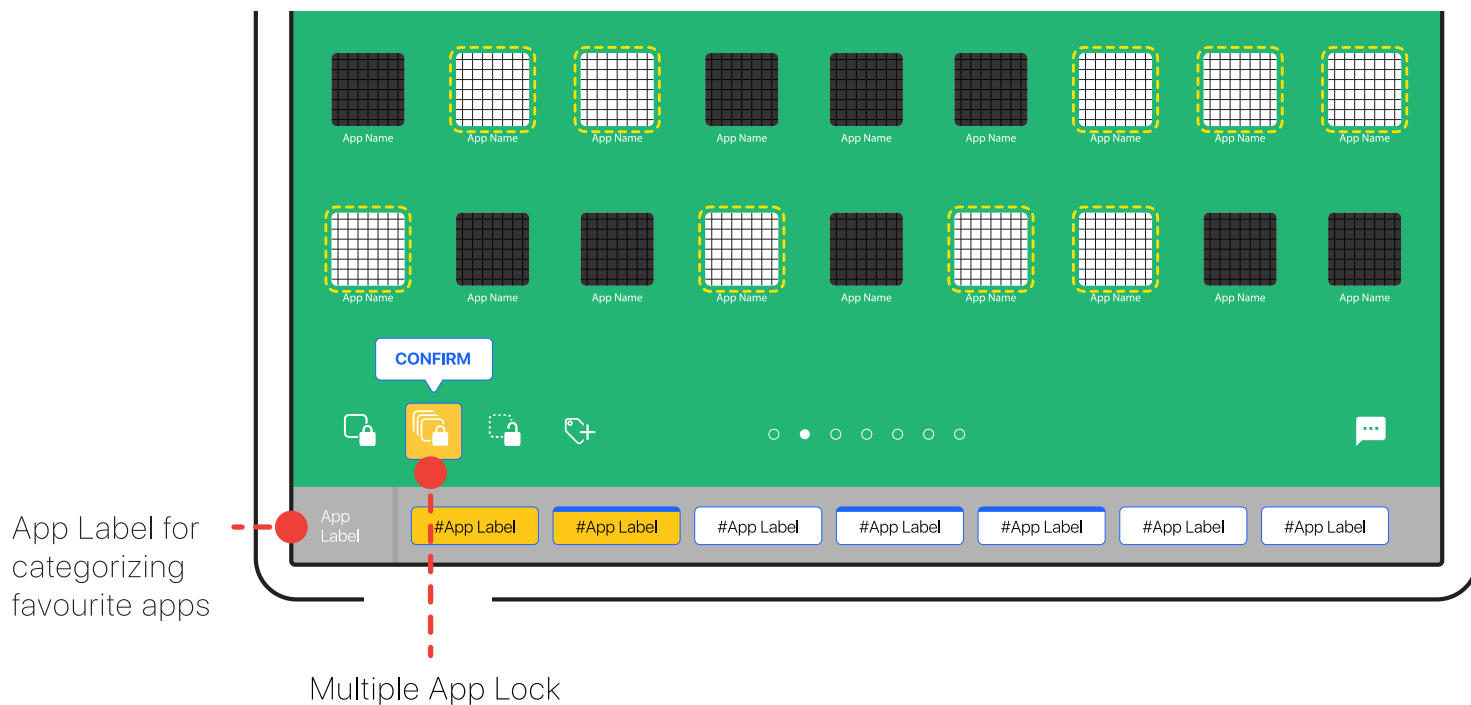 App Name App Name App Name App Name App Name App Name App Name App Name App Name
App Name App Name App Name App Name App Name App Name App Name App Name App Name
CONFIRM
App
Label
#App Label #App Label #App Label #App Label #App Label #App Label #App Label
App Label for
categorizing
favourite apps
Multiple App Lock